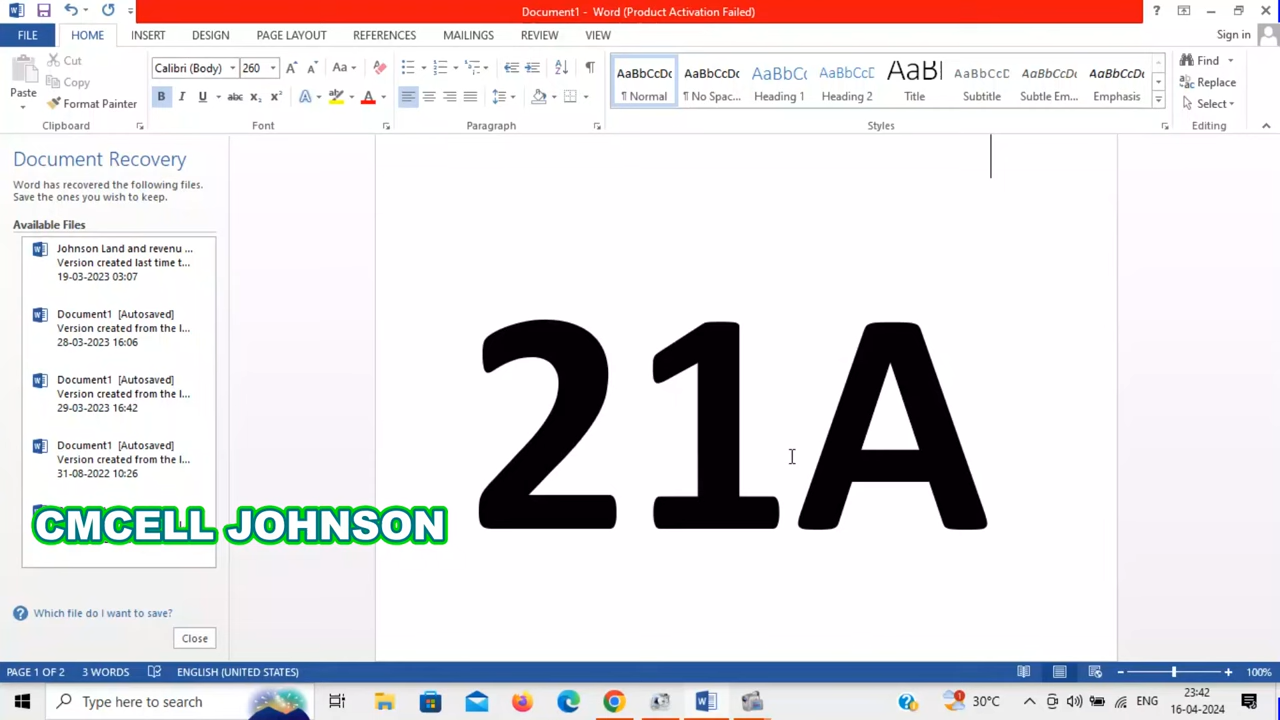 Document1 - Word (Product Activation Failed)
FILE HOME INSERT DESIGN PAGE LAYOUT REFERENCES MAILINGS REVIEW VIEW Sign in
Cut
Copy
Format Painter
Paste
Clipboard
Calibri (Body) 260 Aa
B I U abc x₂ x² A A
Font
Paragraph
AaBbCcDc AaBbCcDc AaBbCc AaBbCcE AaBl AaBbCcD AaBbCcDc AaBbCcDc
¶ Normal ¶ No Spac... Heading 1 Heading 2 Title Subtitle Subtle Em... Emphasis
Styles
Find
Replace
Select
Editing
Document Recovery
Word has recovered the following files.
Save the ones you wish to keep.
Available Files
Johnson Land and revenu ...
Version created last time t...
19-03-2023 03:07
Document1 [Autosaved]
Version created from the l...
28-03-2023 16:06
Document1 [Autosaved]
Version created from the l...
29-03-2023 16:42
Document1 [Autosaved]
Version created from the l...
31-08-2022 10:26
21A
CMCELL JOHNSON
Which file do I want to save?
Close
PAGE 1 OF 2 3 WORDS ENGLISH (UNITED STATES) 100%
Type here to search 30°C ENG 23:42
16-04-2024